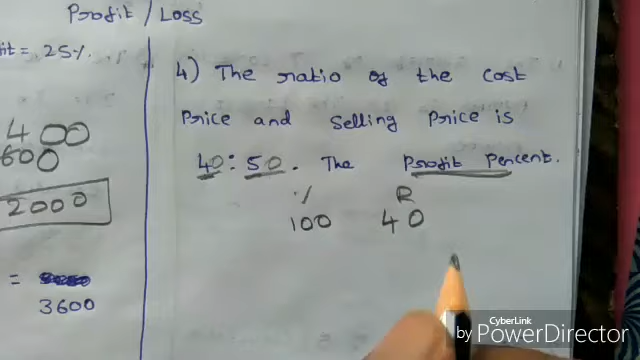 Profit / Loss
it = 25%.
400
600
2000
=
3600
4) The ratio of the cost
Price and Selling Price is
40 : 50. The Profit Percent.
% R
100 40
CyberLink
by PowerDirector